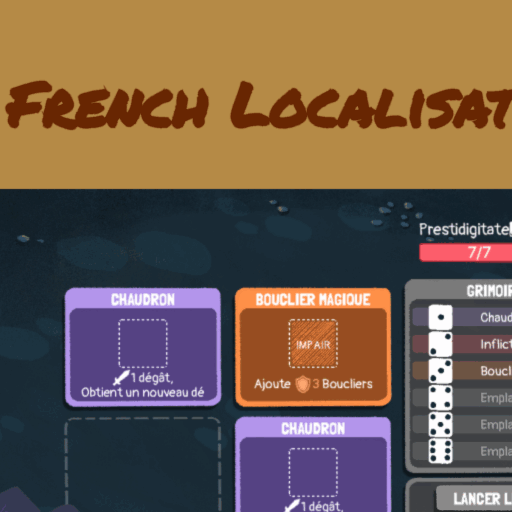 French Localisat
Prestidigitate
7/7
CHAUDRON
1 dégât,
Obtient un nouveau dé
BOUCLIER MAGIQUE
IMPAIR
Ajoute 3 Boucliers
CHAUDRON
1 dégât,
GRIMOIR
Chaud
Inflict
Boucl
Empla
Empla
Empla
LANCER L